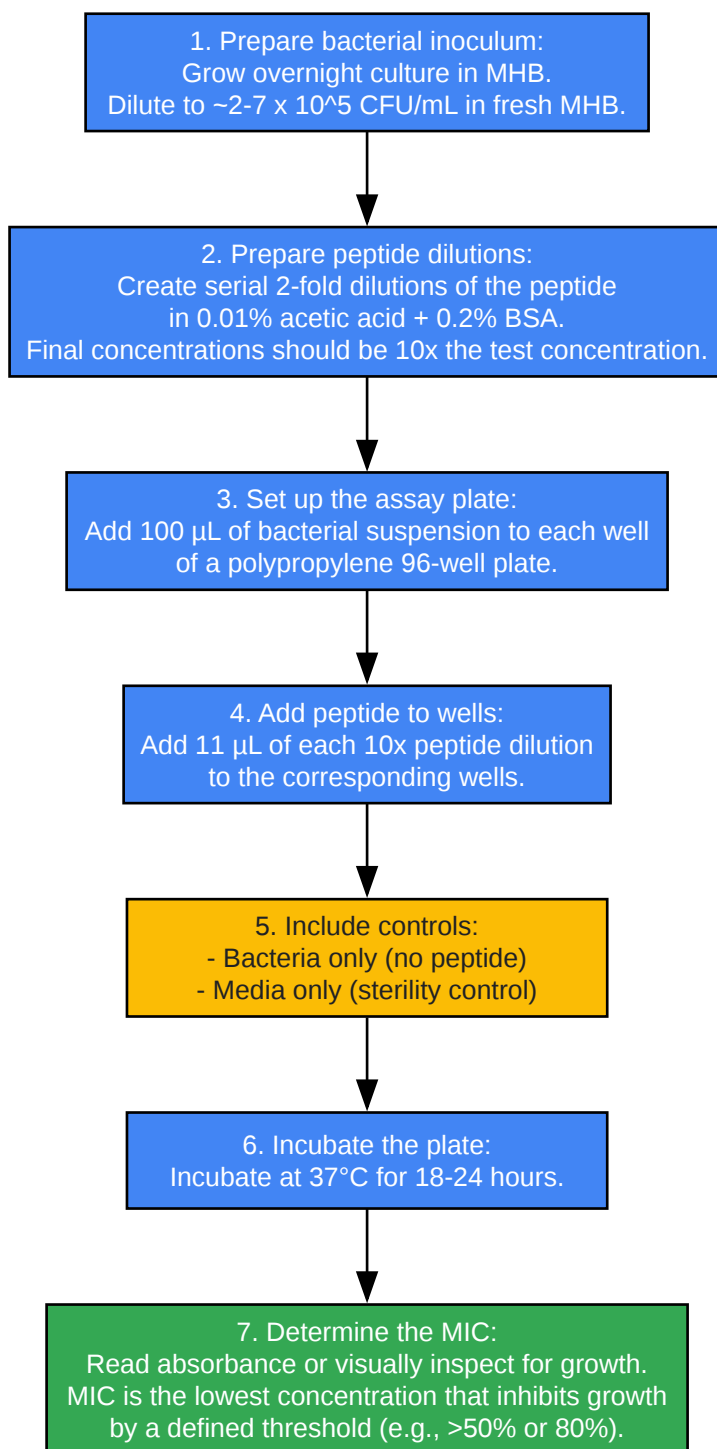 1. Prepare bacterial inoculum:
Grow overnight culture in MHB.
Dilute to ~2-7 x 10^5 CFU/mL in fresh MHB.
2. Prepare peptide dilutions:
Create serial 2-fold dilutions of the peptide
in 0.01% acetic acid + 0.2% BSA.
Final concentrations should be 10x the test concentration.
3. Set up the assay plate:
Add 100 µL of bacterial suspension to each well
of a polypropylene 96-well plate.
4. Add peptide to wells:
Add 11 µL of each 10x peptide dilution
to the corresponding wells.
5. Include controls:
- Bacteria only (no peptide)
- Media only (sterility control)
6. Incubate the plate:
Incubate at 37°C for 18-24 hours.
7. Determine the MIC:
Read absorbance or visually inspect for growth.
MIC is the lowest concentration that inhibits growth
by a defined threshold (e.g., >50% or 80%).